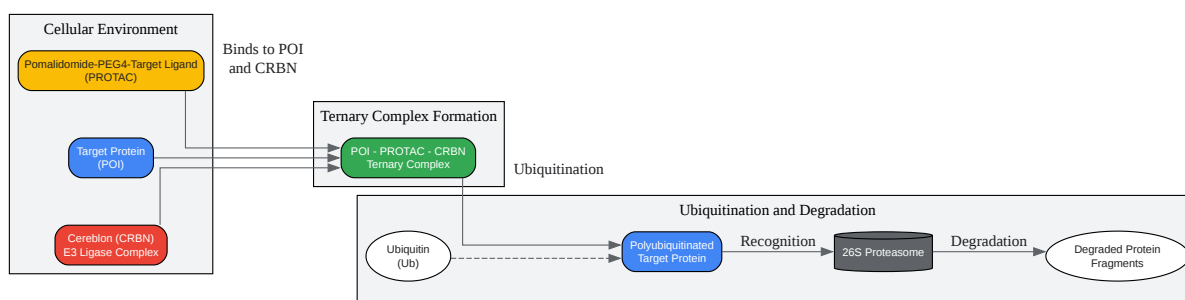 Cellular Environment
Pomalidomide-PEG4-Target Ligand
(PROTAC)
Binds to POI
and CRBN
Target Protein
(POI)
Cereblon (CRBN)
E3 Ligase Complex
Ternary Complex Formation
POI - PROTAC - CRBN
Ternary Complex
Ubiquitination
Ubiquitination and Degradation
Ubiquitin
(Ub)
Polyubiquitinated
Target Protein
Recognition
26S Proteasome
Degradation
Degraded Protein
Fragments